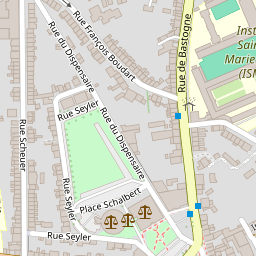 Rue François Boudart
Rue du Dispensaire
Rue de Bastogne
Inst
Sain
Marie
(ISM
Rue Seyler
Rue du Dispensaire
Rue Scheuer
Rue Seyler
Place Schalbert
Rue Seyler